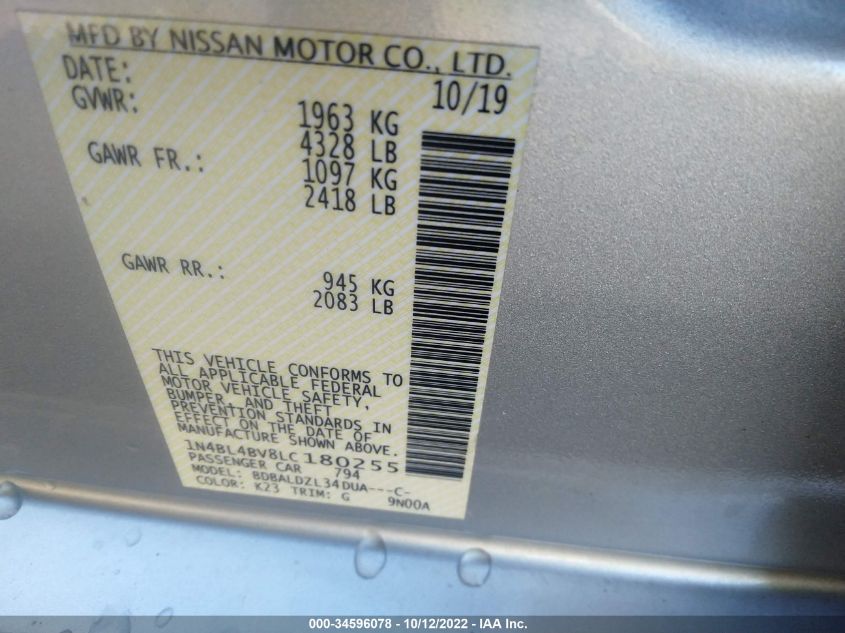 MFD BY NISSAN MOTOR CO., LTD.
DATE: 10/19
GVWR: 1963 KG
4328 LB
GAWR FR.: 1097 KG
2418 LB
GAWR RR.: 945 KG
2083 LB
THIS VEHICLE CONFORMS TO
ALL APPLICABLE FEDERAL
MOTOR VEHICLE SAFETY,
BUMPER, AND THEFT
PREVENTION STANDARDS IN
EFFECT ON THE DATE OF
MANUFACTURE SHOWN ABOVE.
1N4BL4BV8LC180255
PASSENGER CAR 794
MODEL: BDBALDZL34DUA---C-
COLOR: K23 TRIM: G 9N00A
000-34596078 - 10/12/2022 - IAA Inc.